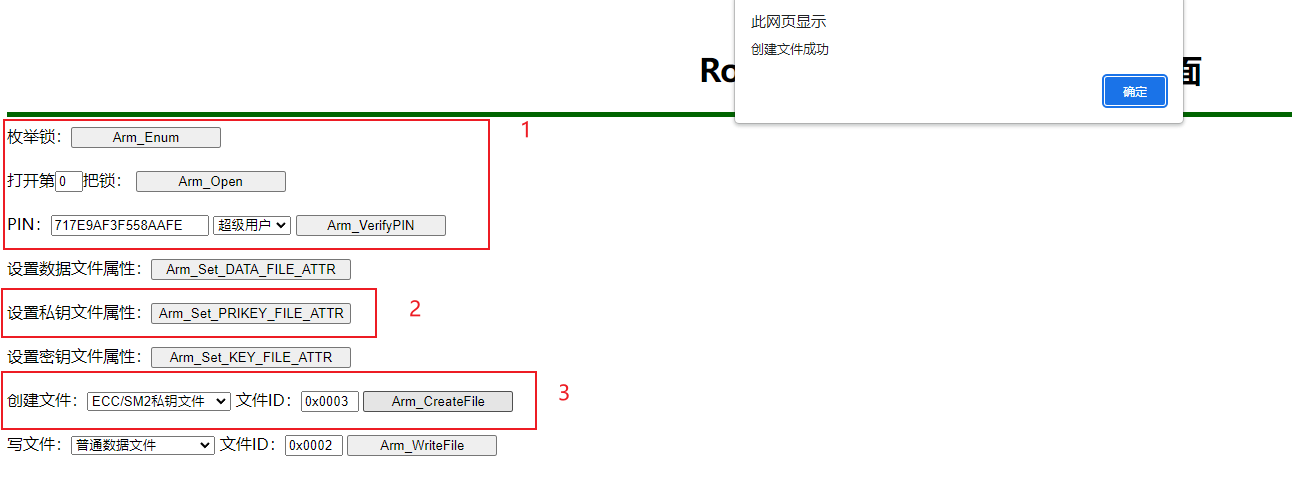 此网页显示
创建文件成功
确定
Ro 面
枚举锁： Arm_Enum 1
打开第 0 把锁： Arm_Open
PIN： 717E9AF3F558AAFE 超级用户 Arm_VerifyPIN
设置数据文件属性： Arm_Set_DATA_FILE_ATTR
设置私钥文件属性： Arm_Set_PRIKEY_FILE_ATTR 2
设置密钥文件属性： Arm_Set_KEY_FILE_ATTR
创建文件： ECC/SM2私钥文件 文件ID： 0x0003 Arm_CreateFile 3
写文件： 普通数据文件 文件ID： 0x0002 Arm_WriteFile